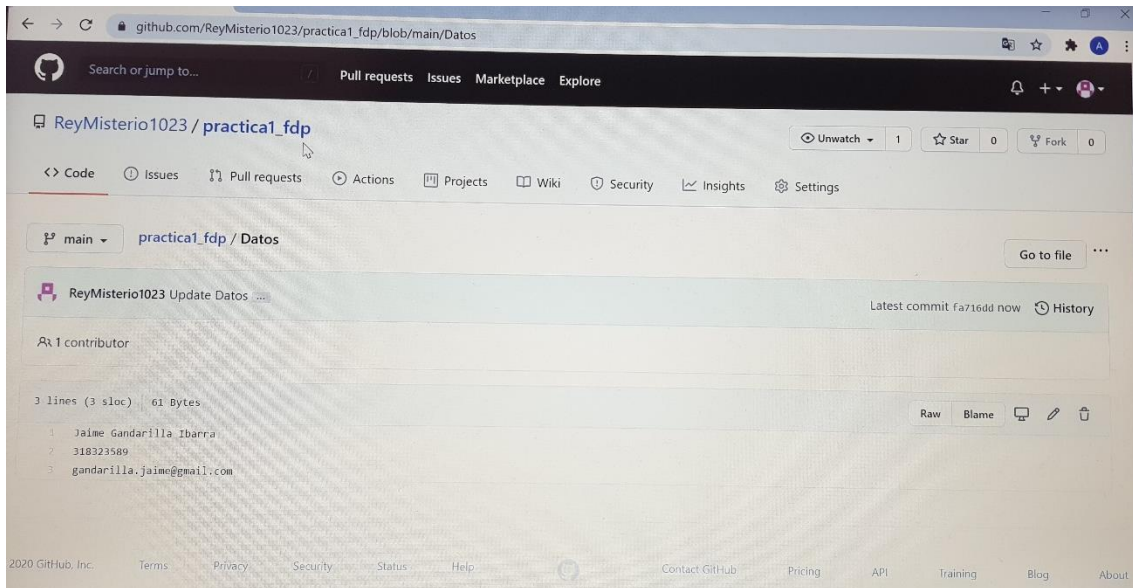 github.com/ReyMisterio1023/practica1_fdp/blob/main/Datos
A
Search or jump to... / Pull requests Issues Marketplace Explore
ReyMisterio1023 / practica1_fdp
Unwatch 1 Star 0 Fork 0
<> Code Issues Pull requests Actions Projects Wiki Security Insights Settings
main practica1_fdp / Datos
Go to file ...
ReyMisterio1023 Update Datos ...
Latest commit fa716dd now History
1 contributor
3 lines (3 sloc) 61 Bytes
Raw Blame
1 Jaime Gandarilla Ibarra
2 318323589
3 gandarilla.jaime@gmail.com
2020 GitHub, Inc. Terms Privacy Security Status Help Contact GitHub Pricing API Training Blog About